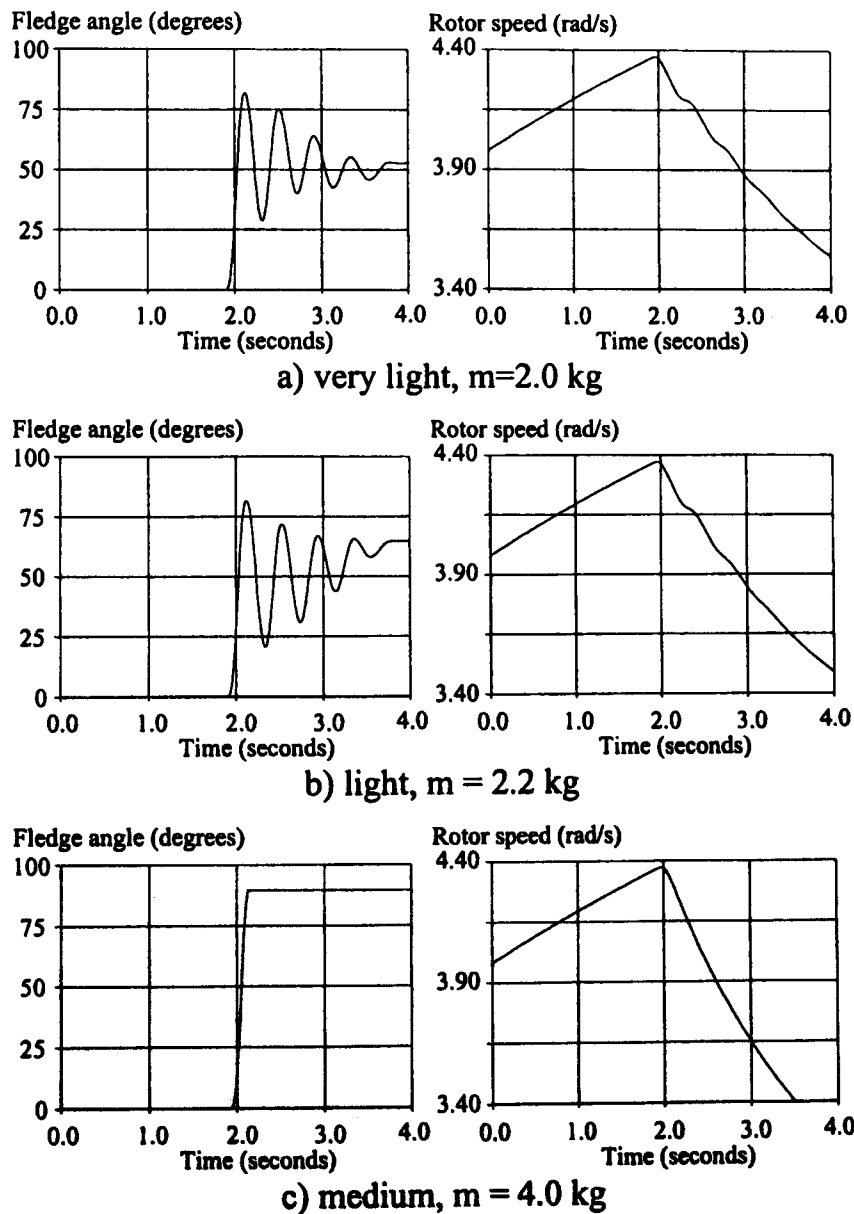 Fledge angle (degrees)
Rotor speed (rad/s)
100
75
50
25
0
0.0 1.0 2.0 3.0 4.0
Time (seconds)
4.40
3.90
3.40
0.0 1.0 2.0 3.0 4.0
Time (seconds)
a) very light, m=2.0 kg
Fledge angle (degrees)
Rotor speed (rad/s)
100
75
50
25
0
0.0 1.0 2.0 3.0 4.0
Time (seconds)
4.40
3.90
3.40
0.0 1.0 2.0 3.0 4.0
Time (seconds)
b) light, m = 2.2 kg
Fledge angle (degrees)
Rotor speed (rad/s)
100
75
50
25
0
0.0 1.0 2.0 3.0 4.0
Time (seconds)
4.40
3.90
3.40
0.0 1.0 2.0 3.0 4.0
Time (seconds)
c) medium, m = 4.0 kg